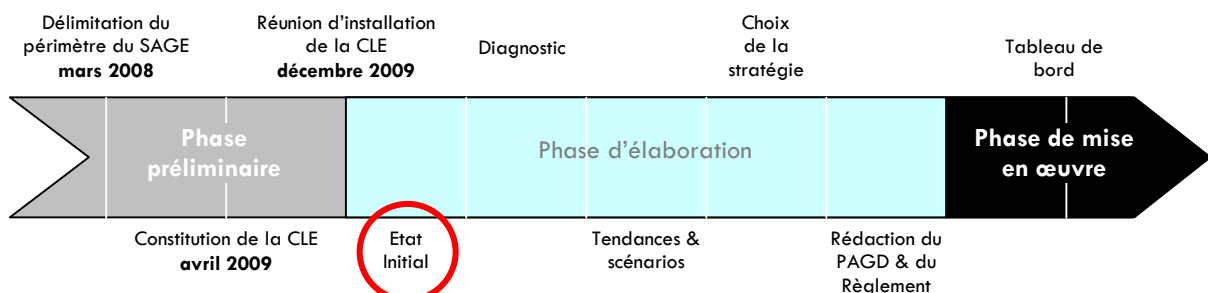 Délimitation du
périmètre du SAGE
mars 2008
Réunion d'installation
de la CLE
décembre 2009
Diagnostic
Choix
de la
stratégie
Tableau de
bord
Phase
préliminaire
Phase d'élaboration
Phase de mise
en œuvre
Constitution de la CLE
avril 2009
Etat
Initial
Tendances &
scénarios
Rédaction du
PAGD & du
Règlement